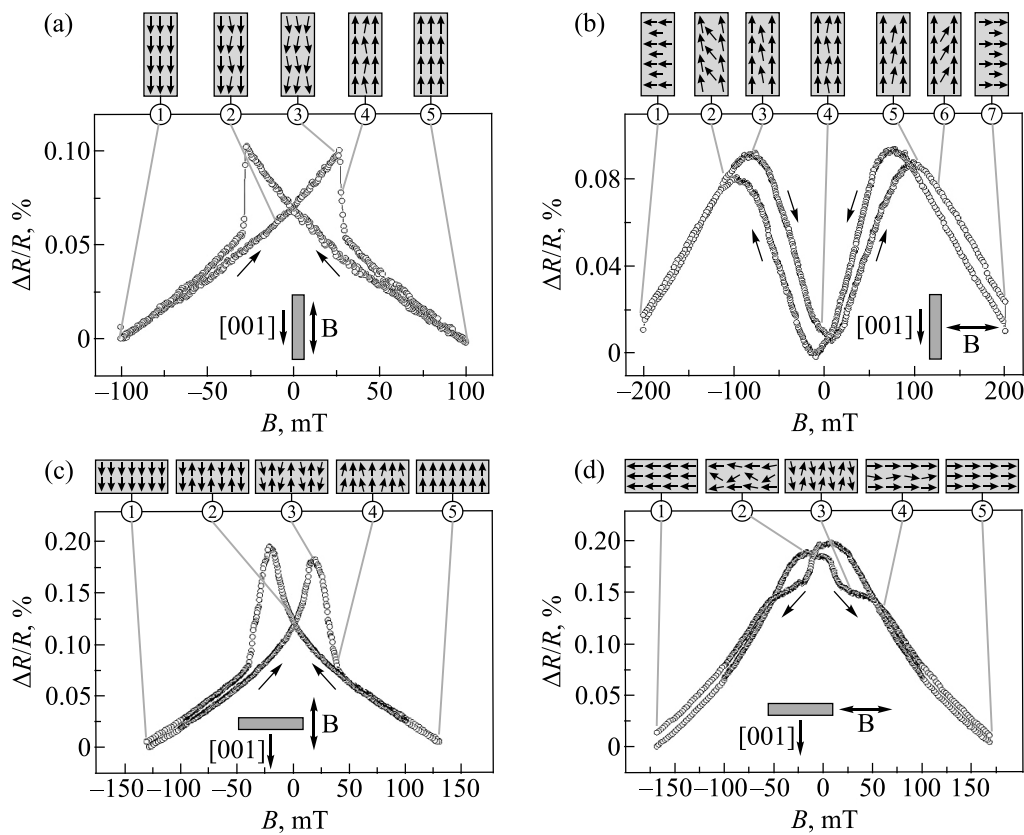 (a)
1 2 3 4 5
0.10
0.05
0
ΔR/R, %
[001] B
−100 −50 0 50 100
B, mT
(b)
1 2 3 4 5 6 7
0.08
0.04
0
ΔR/R, %
[001] B
−200 −100 0 100 200
B, mT
(c)
1 2 3 4 5
0.20
0.15
0.10
0.05
0
ΔR/R, %
B
[001]
−150 −100 −50 0 50 100 150
B, mT
(d)
1 2 3 4 5
0.20
0.15
0.10
0.05
0
ΔR/R, %
B
[001]
−150 −100 −50 0 50 100 150
B, mT